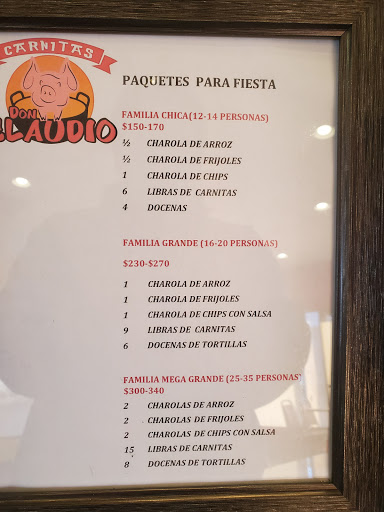 CARNITAS
DON
CLAUDIO
PAQUETES PARA FIESTA
FAMILIA CHICA(12-14 PERSONAS)
$150-170
½ CHAROLA DE ARROZ
½ CHAROLA DE FRIJOLES
1 CHAROLA DE CHIPS
6 LIBRAS DE CARNITAS
4 DOCENAS
FAMILIA GRANDE (16-20 PERSONAS)
$230-$270
1 CHAROLA DE ARROZ
1 CHAROLA DE FRIJOLES
1 CHAROLA DE CHIPS CON SALSA
9 LIBRAS DE CARNITAS
6 DOCENAS DE TORTILLAS
FAMILIA MEGA GRANDE (25-35 PERSONAS)
$300-340
2 CHAROLAS DE ARROZ
2 CHAROLAS DE FRIJOLES
2 CHAROLAS DE CHIPS CON SALSA
15 LIBRAS DE CARNITAS
8 DOCENAS DE TORTILLAS